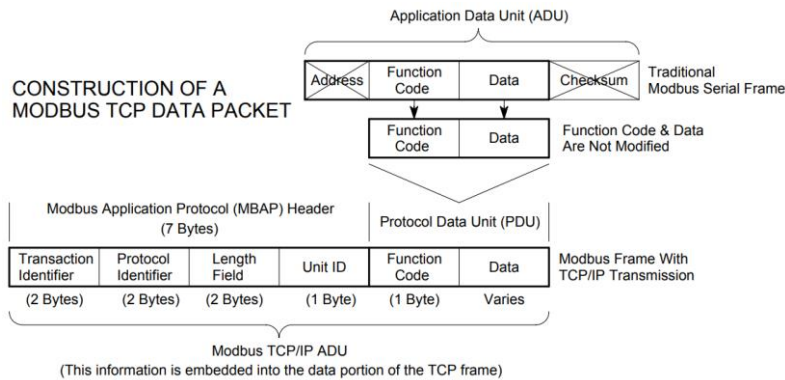 Application Data Unit (ADU)
CONSTRUCTION OF A
MODBUS TCP DATA PACKET
Address
Function
Code
Data
Checksum
Traditional
Modbus Serial Frame
Function
Code
Data
Function Code & Data
Are Not Modified
Modbus Application Protocol (MBAP) Header
(7 Bytes)
Protocol Data Unit (PDU)
Transaction
Identifier
Protocol
Identifier
Length
Field
Unit ID
Function
Code
Data
Modbus Frame With
TCP/IP Transmission
(2 Bytes)
(2 Bytes)
(2 Bytes)
(1 Byte)
(1 Byte)
Varies
Modbus TCP/IP ADU
(This information is embedded into the data portion of the TCP frame)